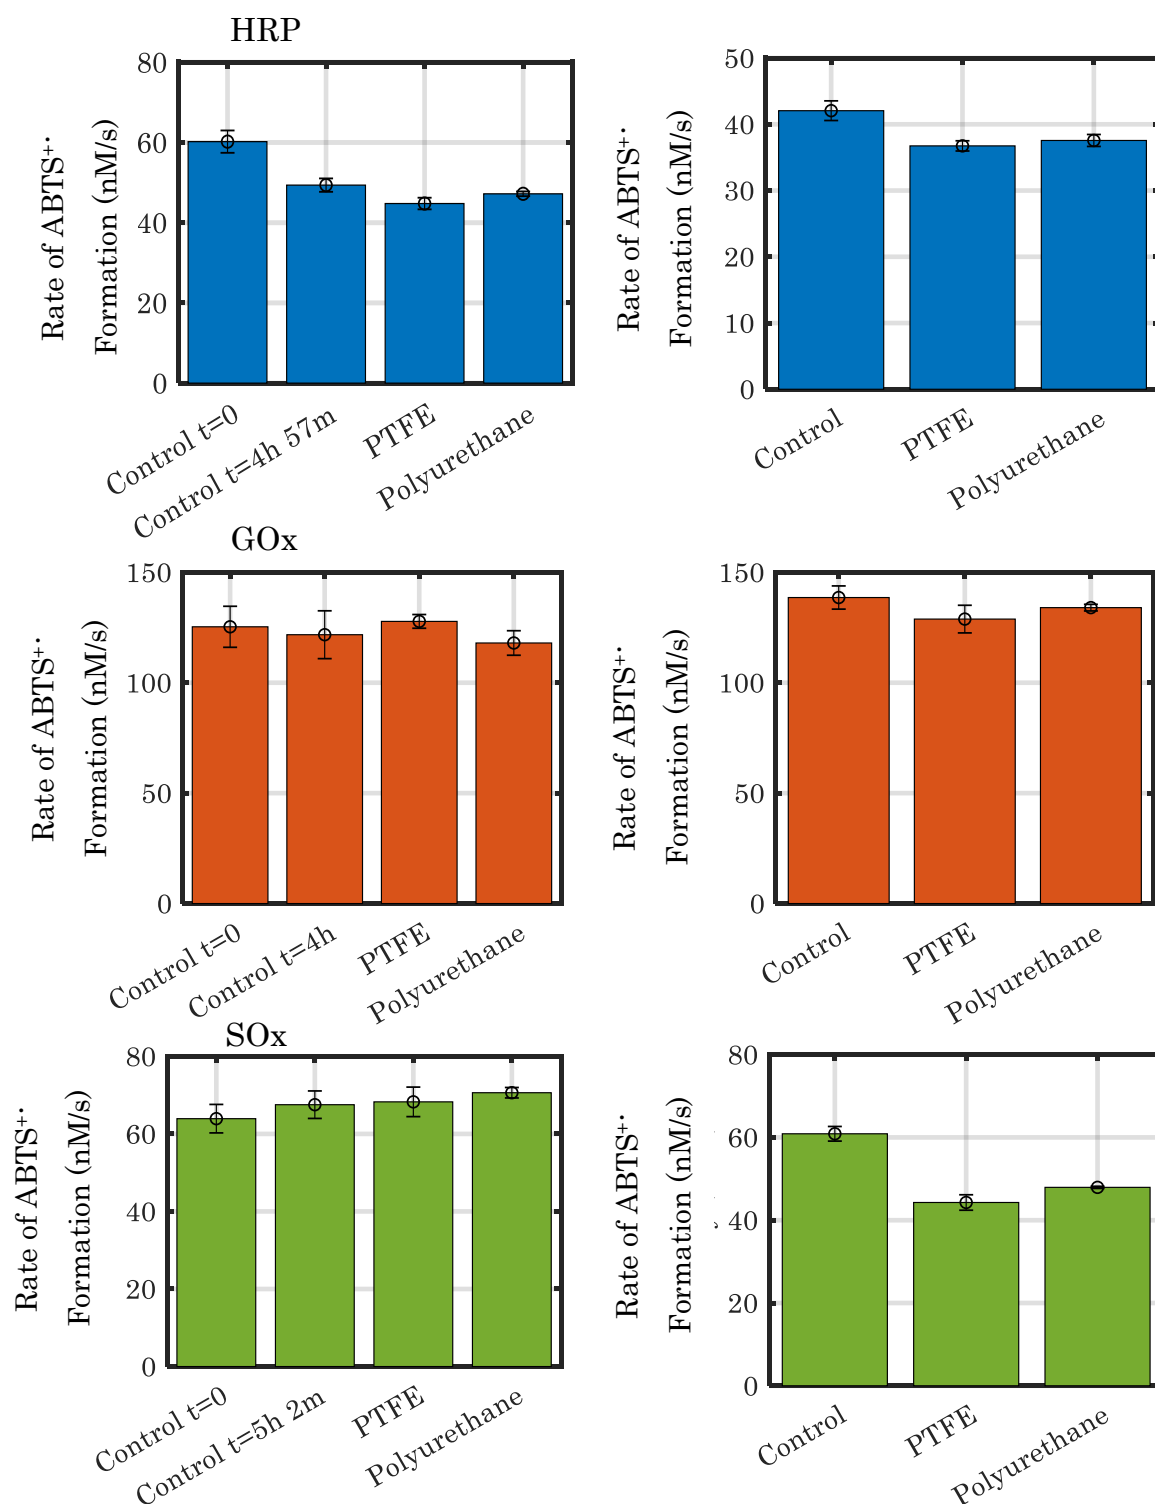 HRP
Rate of ABTS⁺·
Formation (nM/s)
80
60
40
20
0
Control t=0
Control t=4h 57m
PTFE
Polyurethane
Rate of ABTS⁺·
Formation (nM/s)
50
40
30
20
10
0
Control
PTFE
Polyurethane
GOx
Rate of ABTS⁺·
Formation (nM/s)
150
100
50
0
Control t=0
Control t=4h
PTFE
Polyurethane
Rate of ABTS⁺·
Formation (nM/s)
150
100
50
0
Control
PTFE
Polyurethane
SOx
Rate of ABTS⁺·
Formation (nM/s)
80
60
40
20
0
Control t=0
Control t=5h 2m
PTFE
Polyurethane
Rate of ABTS⁺·
Formation (nM/s)
80
60
40
20
0
Control
PTFE
Polyurethane